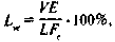 L_w = VE / LF_c · 100%,